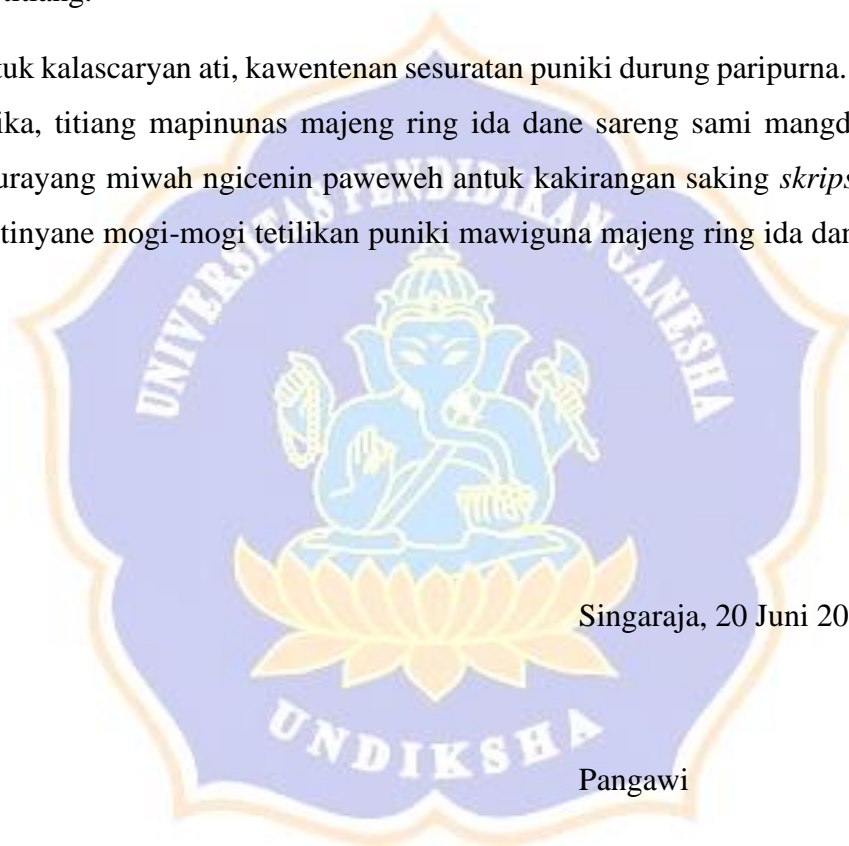 tuk kalascaryan ati, kawentenan sesuratan puniki durung paripurna.
ika, titiang mapinunas majeng ring ida dane sareng sami mangd
urayang miwah ngicenin paweweh antuk kakirangan saking skrips
tinyane mogi-mogi tetilikan puniki mawiguna majeng ring ida dan
UNIVERSITAS PENDIDIKAN GANESHA
Singaraja, 20 Juni 20
UNDIKSHA
Pangawi